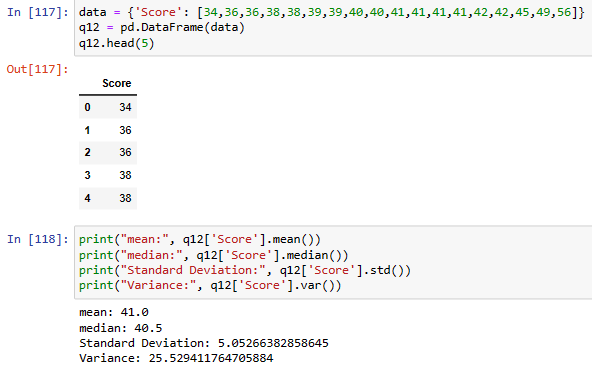 In [117]: data = {'Score': [34,36,36,38,38,39,39,40,40,41,41,41,41,42,42,45,49,56]}
q12 = pd.DataFrame(data)
q12.head(5)
Out[117]:
Score
0 34
1 36
2 36
3 38
4 38
In [118]: print("mean:", q12['Score'].mean())
print("median:", q12['Score'].median())
print("Standard Deviation:", q12['Score'].std())
print("Variance:", q12['Score'].var())
mean: 41.0
median: 40.5
Standard Deviation: 5.05266382858645
Variance: 25.529411764705884